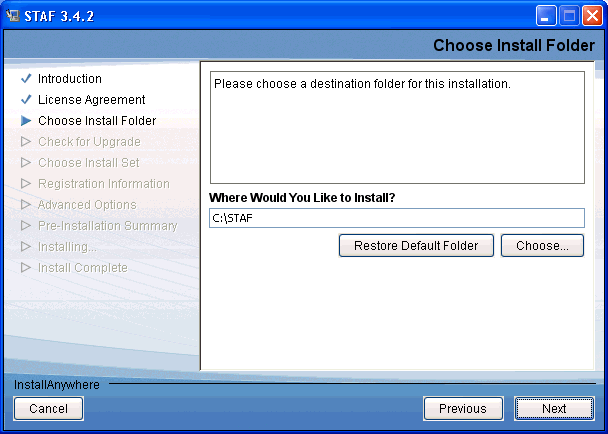 STAF 3.4.2
Choose Install Folder
Introduction
License Agreement
Choose Install Folder
Check for Upgrade
Choose Install Set
Registration Information
Advanced Options
Pre-Installation Summary
Installing...
Install Complete
Please choose a destination folder for this installation.
Where Would You Like to Install?
C:\STAF
Restore Default Folder
Choose...
InstallAnywhere
Cancel
Previous
Next